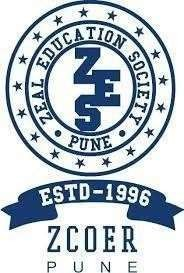 ZEAL EDUCATION SOCIETY
ZES
• PUNE •
ESTD-1996
ZCOER
PUNE